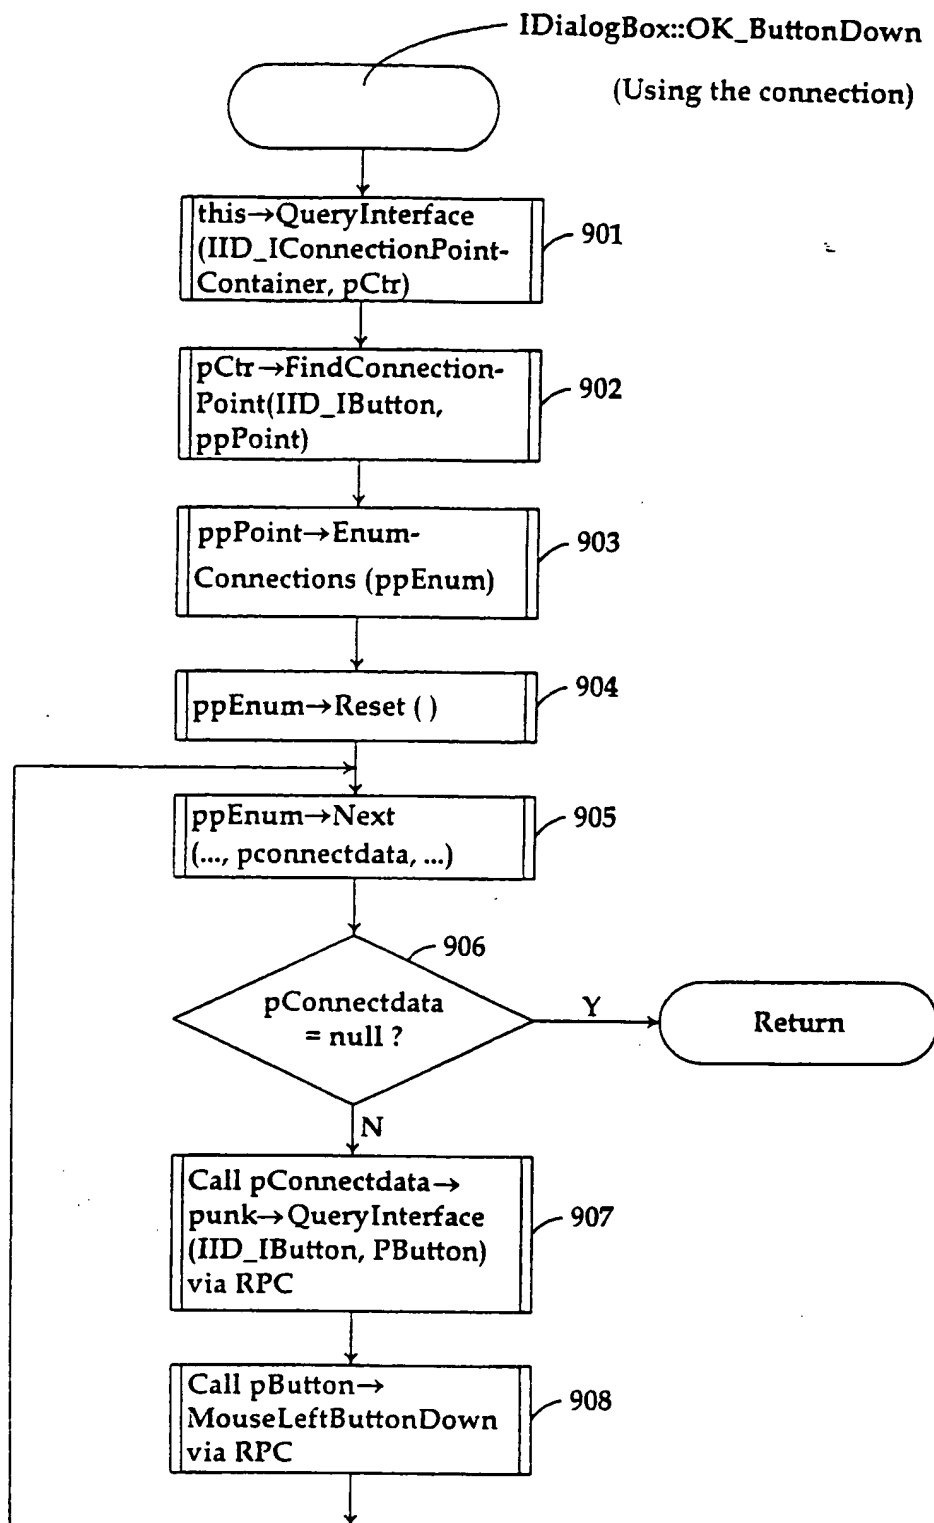 IDialogBox::OK_ButtonDown
(Using the connection)
this→QueryInterface
(IID_IConnectionPoint-
Container, pCtr)
901
pCtr→FindConnection-
Point(IID_IButton,
ppPoint)
902
ppPoint→Enum-
Connections (ppEnum)
903
ppEnum→Reset ( )
904
ppEnum→Next
(..., pconnectdata, ...)
905
906
pConnectdata
= null ?
Y
Return
N
Call pConnectdata→
punk→QueryInterface
(IID_IButton, PButton)
via RPC
907
Call pButton→
MouseLeftButtonDown
via RPC
908